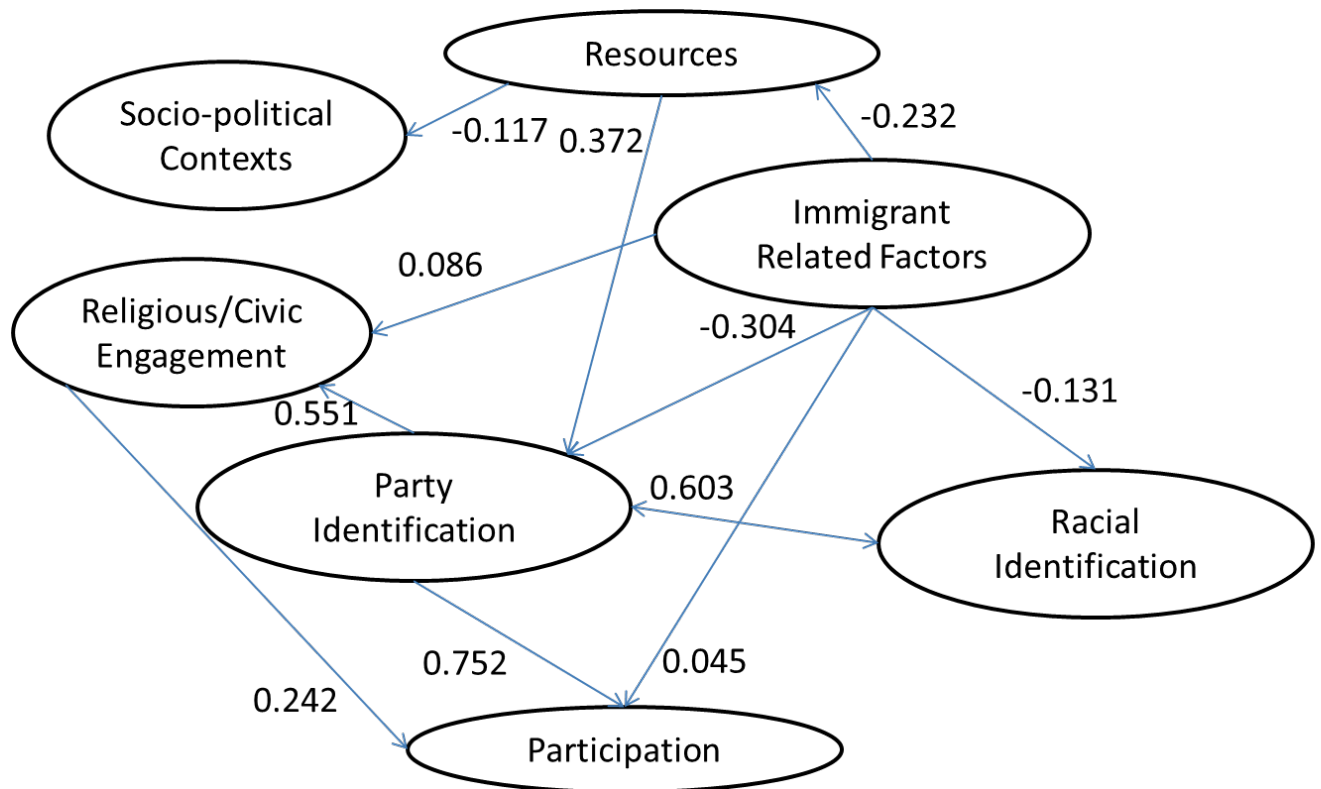 Resources
Socio-political
Contexts
-0.117
0.372
-0.232
Immigrant
Related Factors
0.086
Religious/Civic
Engagement
-0.304
-0.131
0.551
Party
Identification
0.603
Racial
Identification
0.752
0.045
0.242
Participation